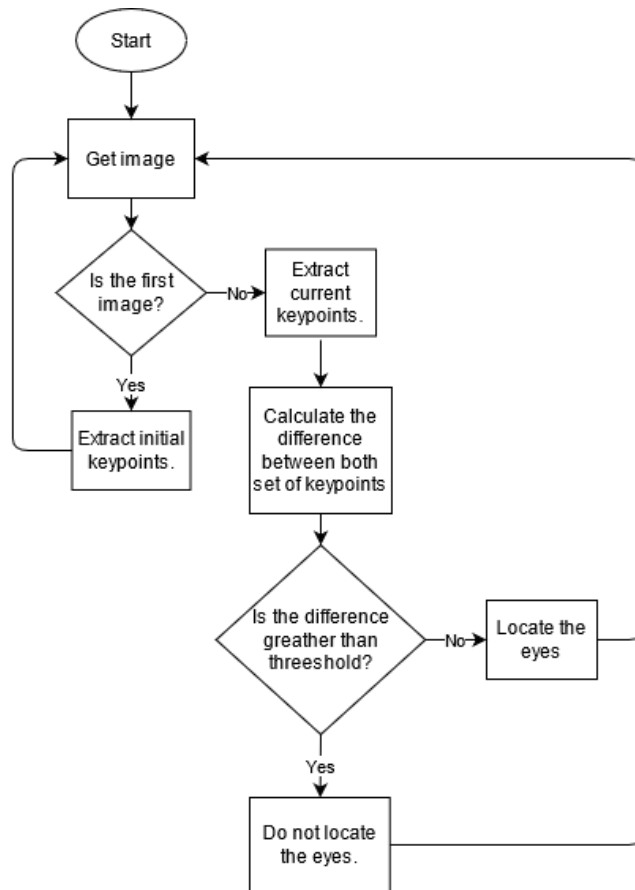 Start
Get image
Is the first
image?
No
Extract
current
keypoints.
Yes
Extract initial
keypoints.
Calculate the
difference
between both
set of keypoints
Is the difference
greather than
threeshold?
No
Locate the
eyes
Yes
Do not locate
the eyes.